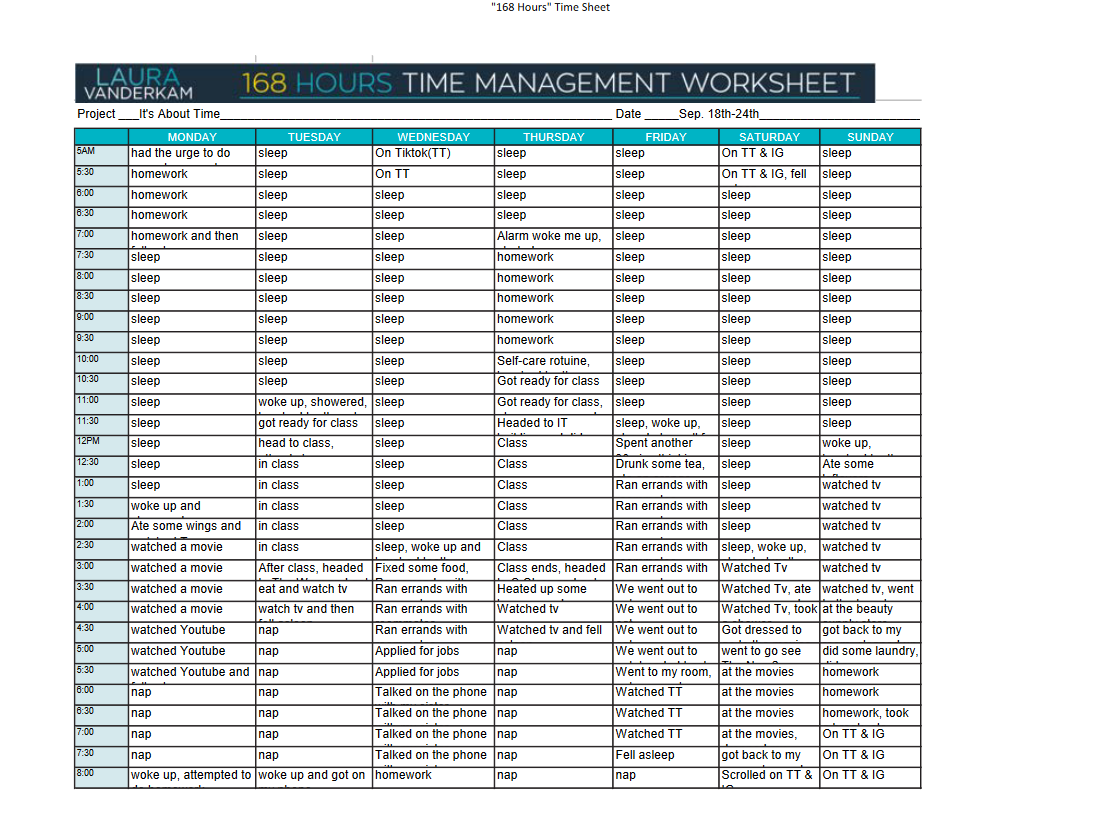 "168 Hours" Time Sheet
LAURA VANDERKAM 168 HOURS TIME MANAGEMENT WORKSHEET
Project ___It's About Time___ Date _____Sep. 18th-24th___
MONDAY TUESDAY WEDNESDAY THURSDAY FRIDAY SATURDAY SUNDAY
5AM had the urge to do sleep On Tiktok(TT) sleep sleep On TT & IG sleep
5:30 homework sleep On TT sleep sleep On TT & IG, fell sleep
6:00 homework sleep sleep sleep sleep sleep sleep
6:30 homework sleep sleep sleep sleep sleep sleep
7:00 homework and then sleep sleep Alarm woke me up, sleep sleep sleep
7:30 sleep sleep sleep homework sleep sleep sleep
8:00 sleep sleep sleep homework sleep sleep sleep
8:30 sleep sleep sleep homework sleep sleep sleep
9:00 sleep sleep sleep homework sleep sleep sleep
9:30 sleep sleep sleep homework sleep sleep sleep
10:00 sleep sleep sleep Self-care rotuine, sleep sleep sleep
10:30 sleep sleep sleep Got ready for class sleep sleep sleep
11:00 sleep woke up, showered, sleep Got ready for class, sleep sleep sleep
11:30 sleep got ready for class sleep Headed to IT sleep, woke up, sleep sleep
12PM sleep head to class, sleep Class Spent another sleep woke up,
12:30 sleep in class sleep Class Drunk some tea, sleep Ate some
1:00 sleep in class sleep Class Ran errands with sleep watched tv
1:30 woke up and in class sleep Class Ran errands with sleep watched tv
2:00 Ate some wings and in class sleep Class Ran errands with sleep watched tv
2:30 watched a movie in class sleep, woke up and Class Ran errands with sleep, woke up, watched tv
3:00 watched a movie After class, headed Fixed some food, Class ends, headed Ran errands with Watched Tv watched tv
3:30 watched a movie eat and watch tv Ran errands with Heated up some We went out to Watched Tv, ate watched tv, went
4:00 watched a movie watch tv and then Ran errands with Watched tv We went out to Watched Tv, took at the beauty
4:30 watched Youtube nap Ran errands with Watched tv and fell We went out to Got dressed to got back to my
5:00 watched Youtube nap Applied for jobs nap We went out to went to go see did some laundry,
5:30 watched Youtube and nap Applied for jobs nap Went to my room, at the movies homework
6:00 nap nap Talked on the phone nap Watched TT at the movies homework
6:30 nap nap Talked on the phone nap Watched TT at the movies homework, took
7:00 nap nap Talked on the phone nap Watched TT at the movies, On TT & IG
7:30 nap nap Talked on the phone nap Fell asleep got back to my On TT & IG
8:00 woke up, attempted to woke up and got on homework nap nap Scrolled on TT & On TT & IG